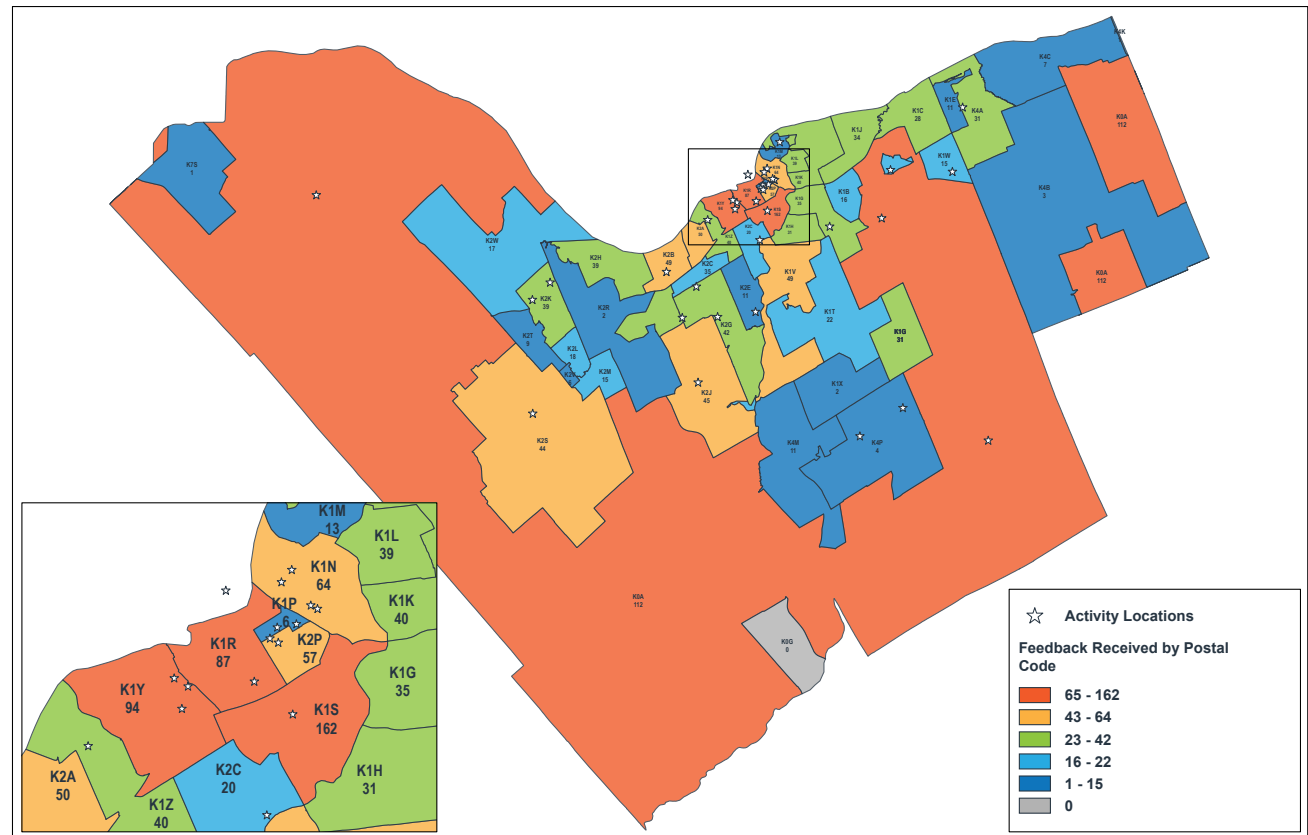 K4K
K4C
7
K0A
112
K1E
11
K4A
31
K1C
28
K1J
34
K7S
1
K1W
15
K4B
3
K1B
16
K0A
112
K2W
17
K2H
39
K2B
49
K2C
35
K1V
49
K2K
39
K2R
2
K2E
11
K2G
42
K1T
22
K1G
31
K2T
9
K2L
18
K2M
15
K2J
45
K1X
2
K2S
44
K4M
11
K4P
4
K0A
112
K0G
0
K1M
13
K1L
39
K1N
64
K1K
40
K1P
6
K2P
57
K1R
87
K1G
35
K1Y
94
K1S
162
K2A
50
K2C
20
K1H
31
K1Z
40
Activity Locations
Feedback Received by Postal
Code
65 - 162
43 - 64
23 - 42
16 - 22
1 - 15
0